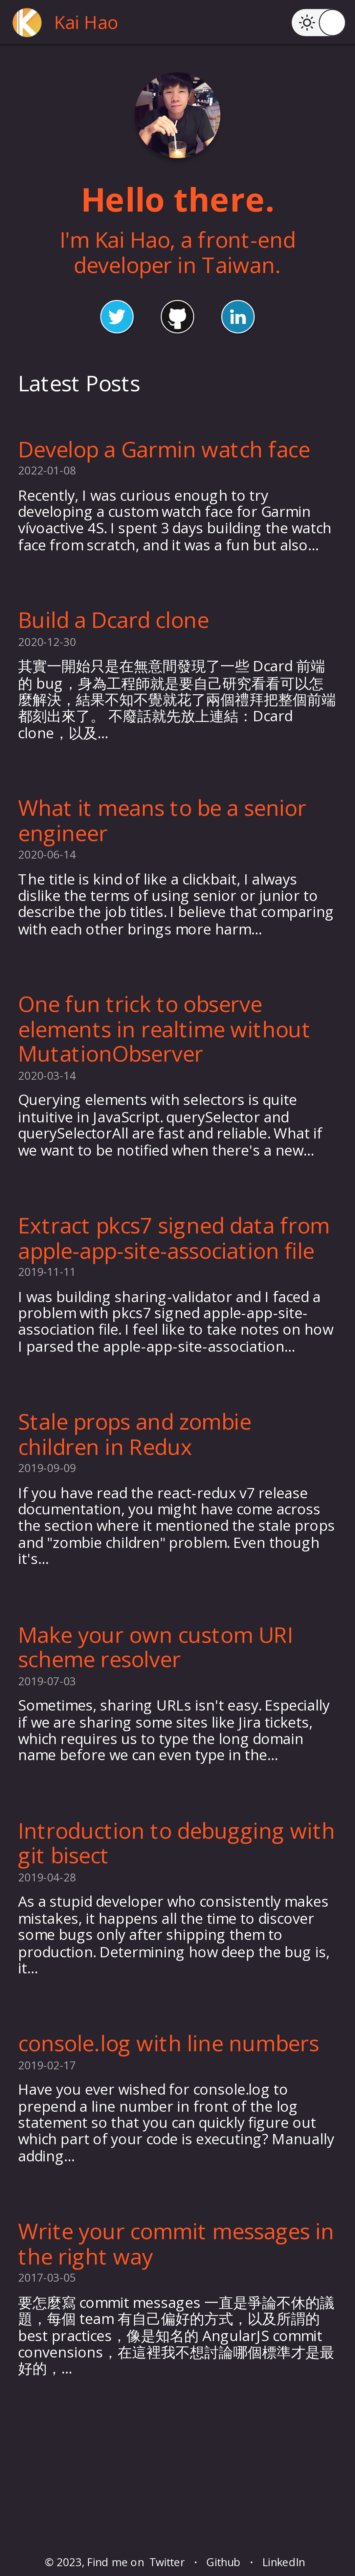 Kai Hao
Hello there.
I'm Kai Hao, a front-end
developer in Taiwan.
Latest Posts
Develop a Garmin watch face
2022-01-08
Recently, I was curious enough to try
developing a custom watch face for Garmin
vívoactive 4S. I spent 3 days building the watch
face from scratch, and it was a fun but also...
Build a Dcard clone
2020-12-30
其實一開始只是在無意間發現了一些 Dcard 前端
的 bug，身為工程師就是要自己研究看看可以怎
麼解決，結果不知不覺就花了兩個禮拜把整個前端
都刻出來了。 不廢話就先放上連結：Dcard
clone，以及...
What it means to be a senior
engineer
2020-06-14
The title is kind of like a clickbait, I always
dislike the terms of using senior or junior to
describe the job titles. I believe that comparing
with each other brings more harm...
One fun trick to observe
elements in realtime without
MutationObserver
2020-03-14
Querying elements with selectors is quite
intuitive in JavaScript. querySelector and
querySelectorAll are fast and reliable. What if
we want to be notified when there's a new...
Extract pkcs7 signed data from
apple-app-site-association file
2019-11-11
I was building sharing-validator and I faced a
problem with pkcs7 signed apple-app-site-
association file. I feel like to take notes on how
I parsed the apple-app-site-association...
Stale props and zombie
children in Redux
2019-09-09
If you have read the react-redux v7 release
documentation, you might have come across
the section where it mentioned the stale props
and "zombie children" problem. Even though
it's...
Make your own custom URI
scheme resolver
2019-07-03
Sometimes, sharing URLs isn't easy. Especially
if we are sharing some sites like Jira tickets,
which requires us to type the long domain
name before we can even type in the...
Introduction to debugging with
git bisect
2019-04-28
As a stupid developer who consistently makes
mistakes, it happens all the time to discover
some bugs only after shipping them to
production. Determining how deep the bug is,
it...
console.log with line numbers
2019-02-17
Have you ever wished for console.log to
prepend a line number in front of the log
statement so that you can quickly figure out
which part of your code is executing? Manually
adding...
Write your commit messages in
the right way
2017-03-05
要怎麼寫 commit messages 一直是爭論不休的議
題，每個 team 有自己偏好的方式，以及所謂的
best practices，像是知名的 AngularJS commit
convensions，在這裡我不想討論哪個標準才是最
好的，...
© 2023, Find me on Twitter · Github · LinkedIn